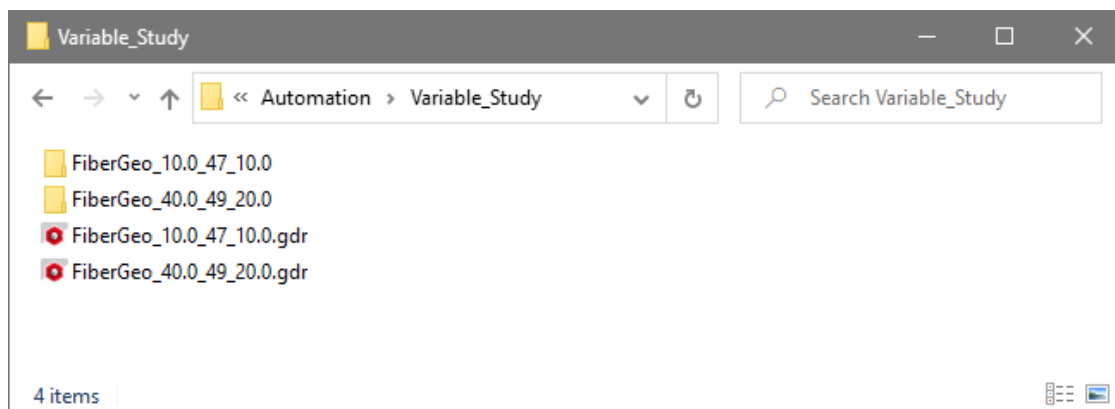 Variable_Study
« Automation › Variable_Study
Search Variable_Study
FiberGeo_10.0_47_10.0
FiberGeo_40.0_49_20.0
FiberGeo_10.0_47_10.0.gdr
FiberGeo_40.0_49_20.0.gdr
4 items